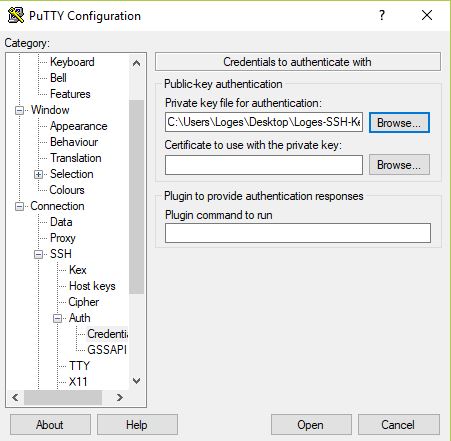 PuTTY Configuration
?
Category:
Keyboard
Bell
Features
Window
Appearance
Behaviour
Translation
Selection
Colours
Connection
Data
Proxy
SSH
Kex
Host keys
Cipher
Auth
Credenti
GSSAPI
TTY
X11
Credentials to authenticate with
Public-key authentication
Private key file for authentication:
C:\Users\Loges\Desktop\Loges-SSH-Ke
Browse...
Certificate to use with the private key:
Browse...
Plugin to provide authentication responses
Plugin command to run
About
Help
Open
Cancel